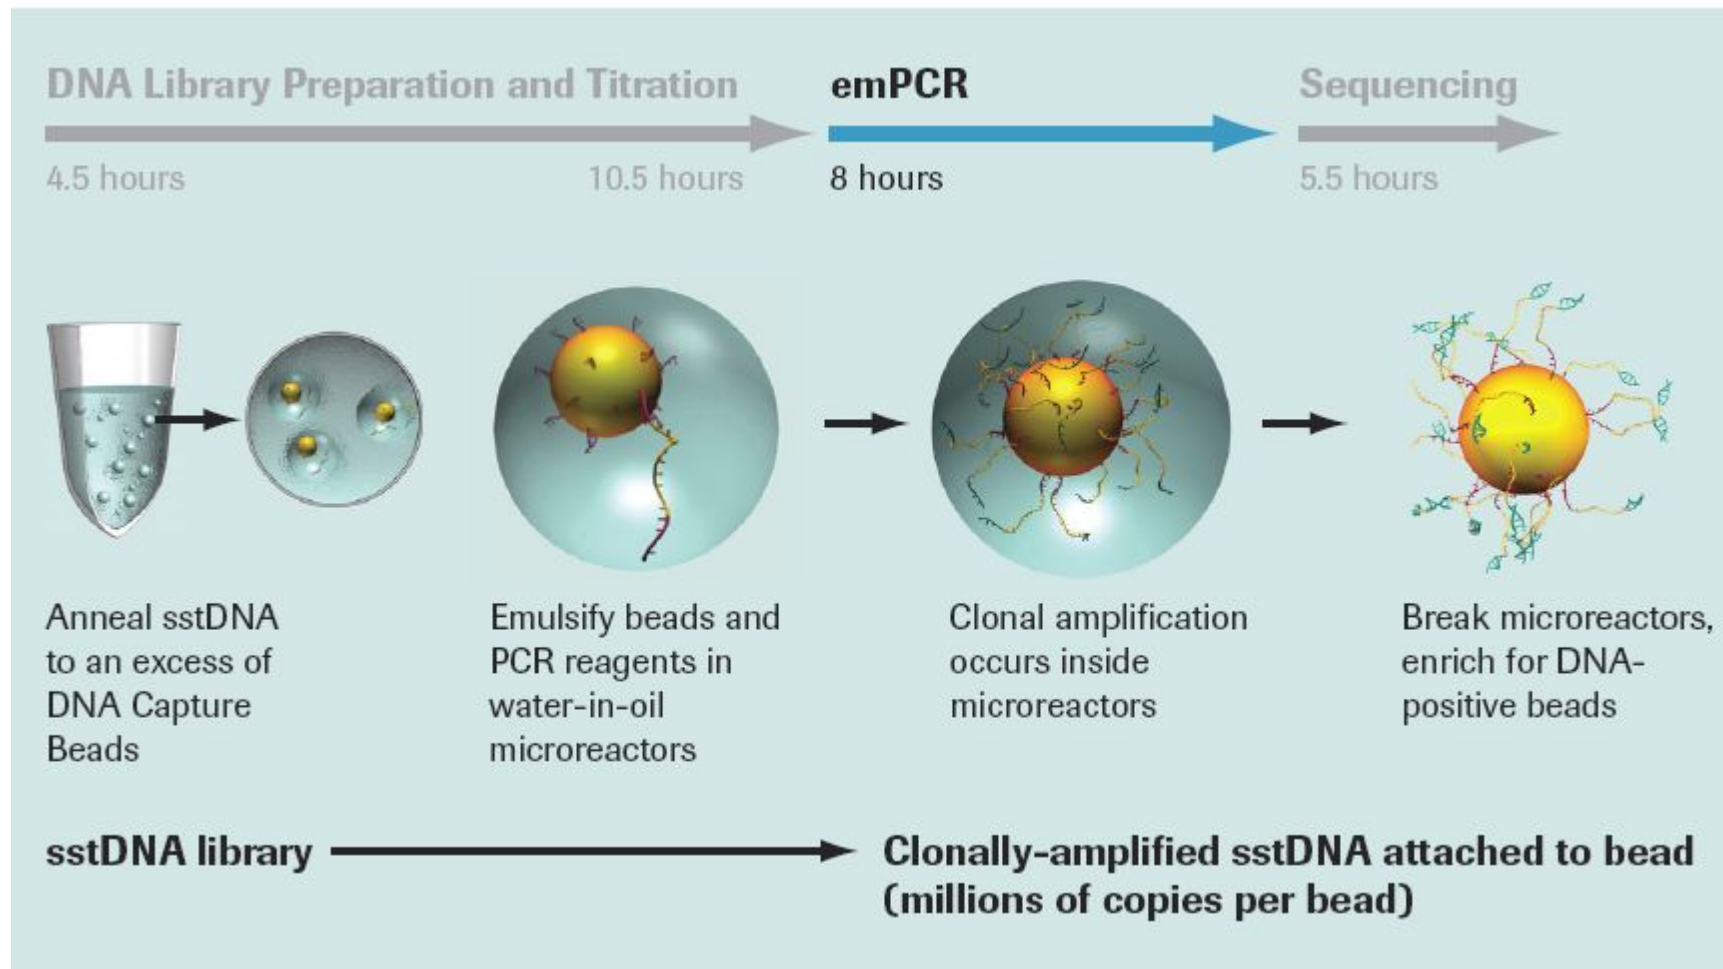 DNA Library Preparation and Titration
emPCR
Sequencing
4.5 hours
10.5 hours
8 hours
5.5 hours
Anneal sstDNA
to an excess of
DNA Capture
Beads
Emulsify beads and
PCR reagents in
water-in-oil
microreactors
Clonal amplification
occurs inside
microreactors
Break microreactors,
enrich for DNA-
positive beads
sstDNA library
Clonally-amplified sstDNA attached to bead
(millions of copies per bead)